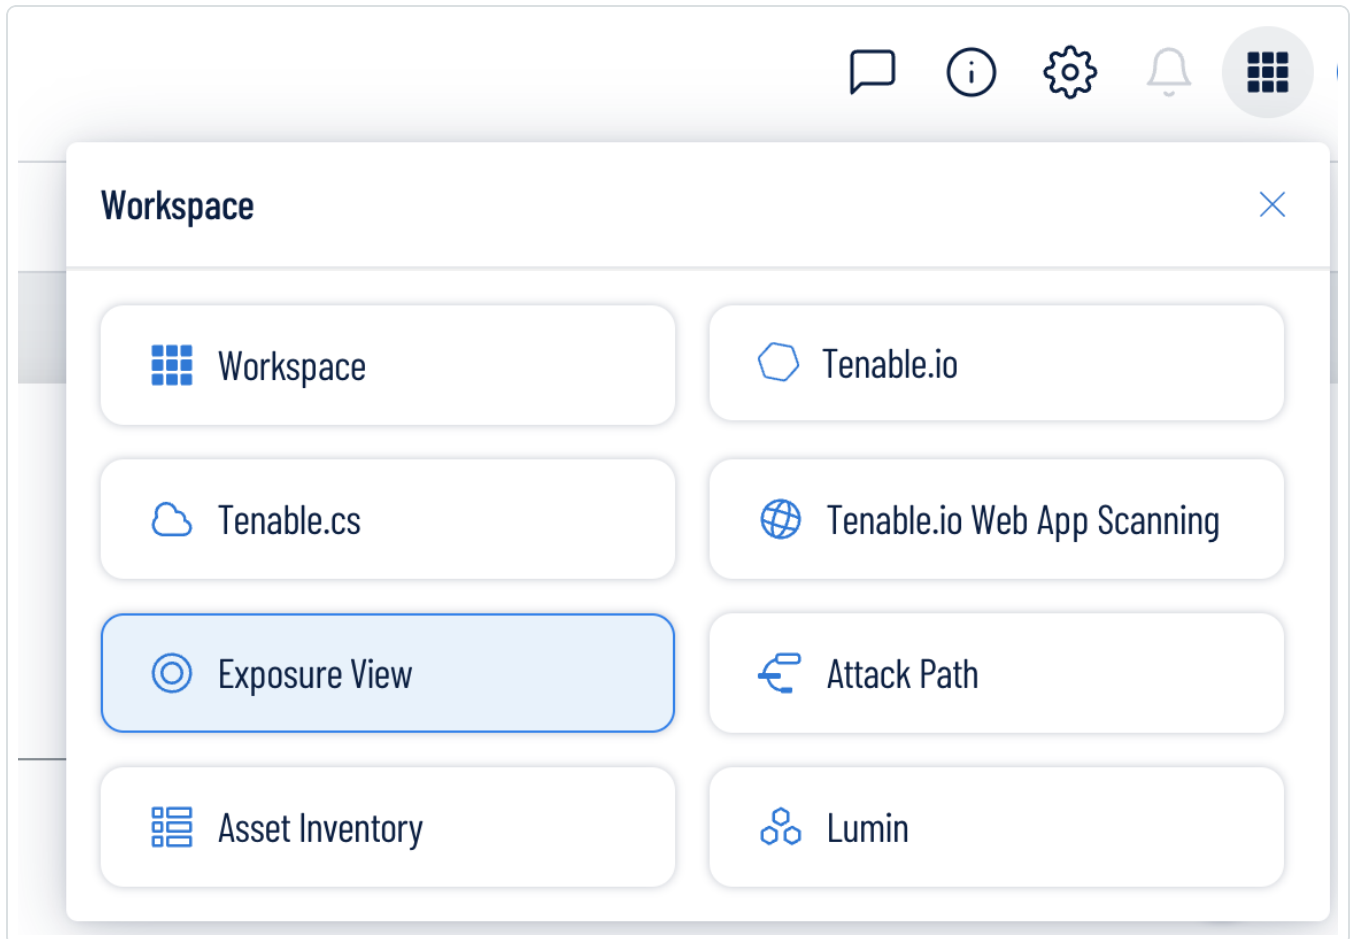 Workspace
Workspace
Tenable.io
Tenable.cs
Tenable.io Web App Scanning
Exposure View
Attack Path
Asset Inventory
Lumin